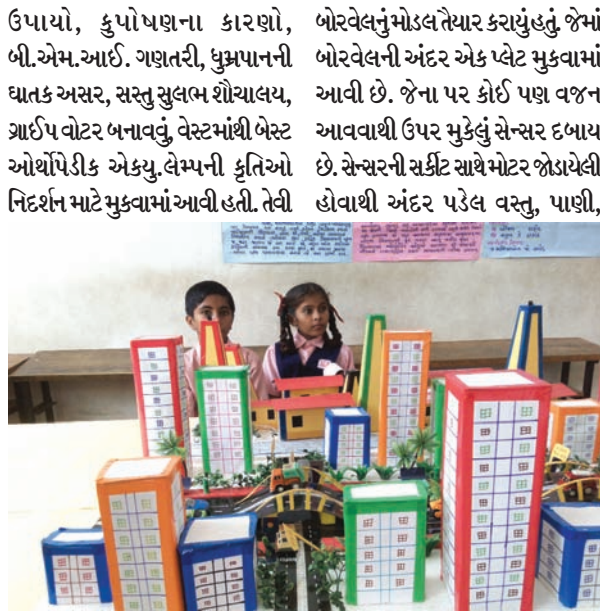 ઉપાયો, કુપોષણના કારણો,
બી.એમ.આઈ. ગણતરી, ધુમ્રપાનની
ઘાતક અસર, સસ્તુ સુલભ શૌચાલય,
ગ્રાઈપ વોટર બનાવવું, વેસ્ટમાંથી બેસ્ટ
ઓર્થોપેડીક એકયુ.લેમ્પની કૃતિઓ
નિદર્શન માટે મુકવામાં આવી હતી. તેવી
બોરવેલનું મોડલ તૈયાર કરાયું હતું. જેમાં
બોરવેલની અંદર એક પ્લેટ મુકવામાં
આવી છે. જેના પર કોઈ પણ વજન
આવવાથી ઉપર મુકેલું સેન્સર દબાય
છે. સેન્સરની સર્કીટ સાથે મોટર જોડાયેલી
હોવાથી અંદર પડેલ વસ્તુ, પાણી,